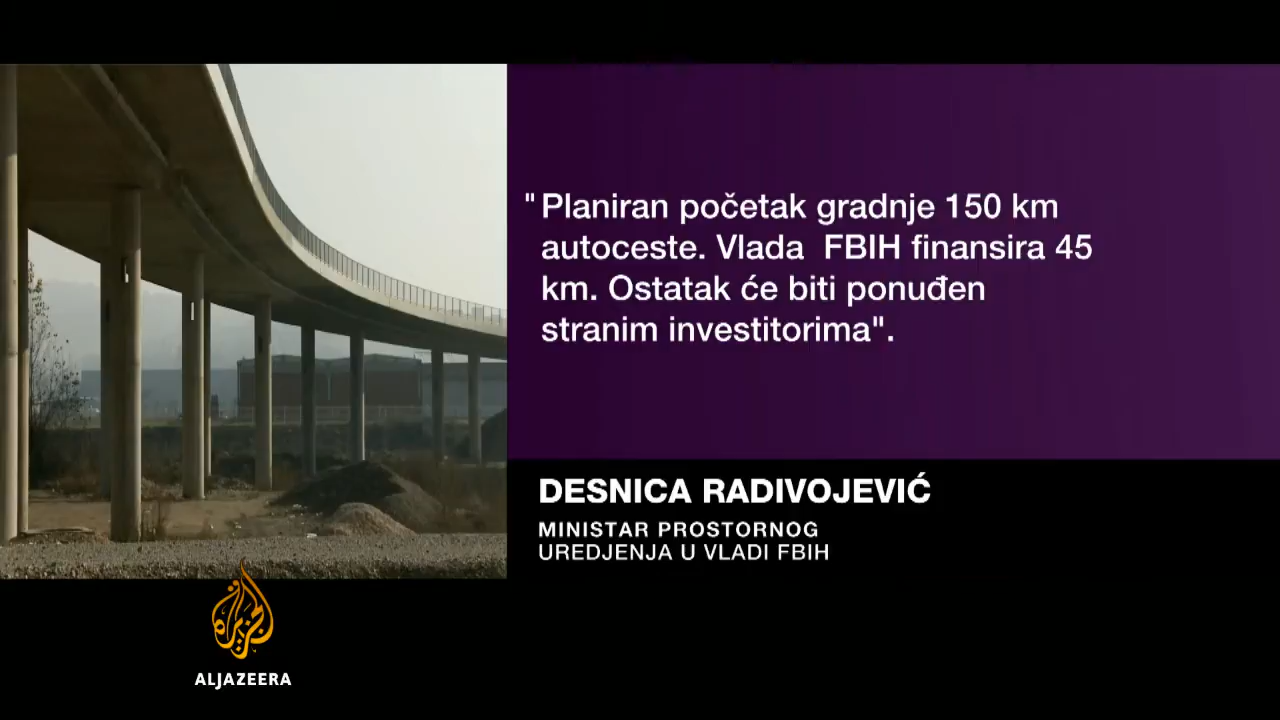 "Planiran početak gradnje 150 km
autoceste. Vlada  FBIH finansira 45
km. Ostatak će biti ponuđen
stranim investitorima".
DESNICA RADIVOJEVIĆ
MINISTAR PROSTORNOG
UREDJENJA U VLADI FBIH
الجزيرة
ALJAZEERA